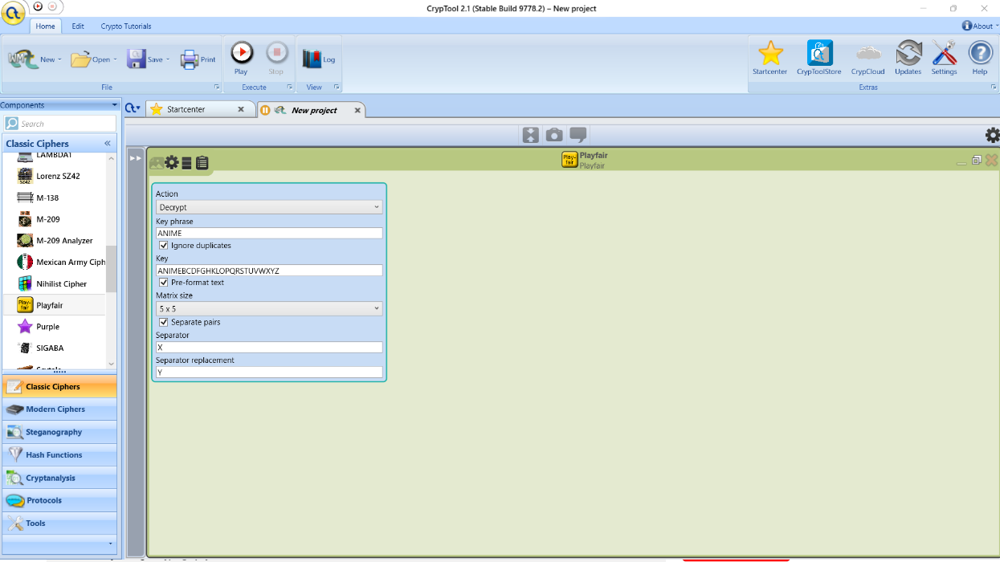 CrypTool 2.1 (Stable Build 9778.2) – New project
Home Edit Crypto Tutorials About
New Open Save Print Play Stop Log Startcenter CrypToolStore CrypCloud Updates Settings Help
File Execute View Extras
Components
Startcenter New project
Search
Classic Ciphers
LAMBDA1
Lorenz SZ42
M-138
M-209
M-209 Analyzer
Mexican Army Ciph
Nihilist Cipher
Playfair
Purple
SIGABA
Classic Ciphers
Modern Ciphers
Steganography
Hash Functions
Cryptanalysis
Protocols
Tools
Play-fair Playfair
Playfair
Action
Decrypt
Key phrase
ANIME
Ignore duplicates
Key
ANIMEBCDFGHKLOPQRSTUVWXYZ
Pre-format text
Matrix size
5 x 5
Separate pairs
Separator
X
Separator replacement
Y